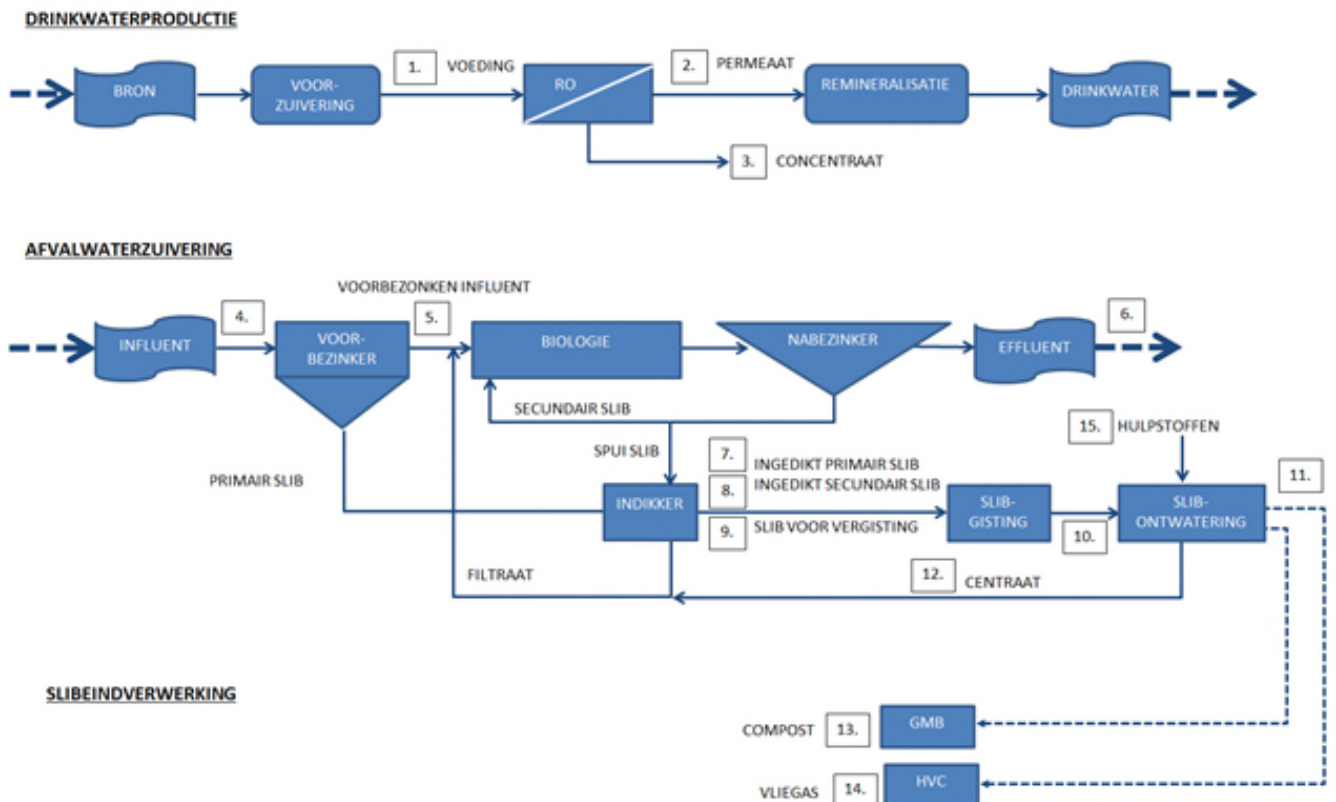 DRINKWATERPRODUCTIE
1. VOEDING
2. PERMEAAT
BRON
VOOR-
ZUIVERING
RO
REMINERALISATIE
DRINKWATER
3. CONCENTRAAT
AFVALWATERZUIVERING
VOORBEZONKEN INFLUENT
4.
5.
6.
INFLUENT
VOOR-
BEZINKER
BIOLOGIE
NABEZINKER
EFFLUENT
SECUNDAIR SLIB
15. HULPSTOFFEN
SPUI SLIB
7. INGEDIKT PRIMAIR SLIB
8. INGEDIKT SECUNDAIR SLIB
9. SLIB VOOR VERGISTING
PRIMAIR SLIB
INDIKKER
SLIB-
GISTING
10.
SLIB-
ONTWATERING
11.
FILTRAAT
12. CENTRAAT
SLIBEINDVERWERKING
COMPOST 13. GMB
VLIEGAS 14. HVC